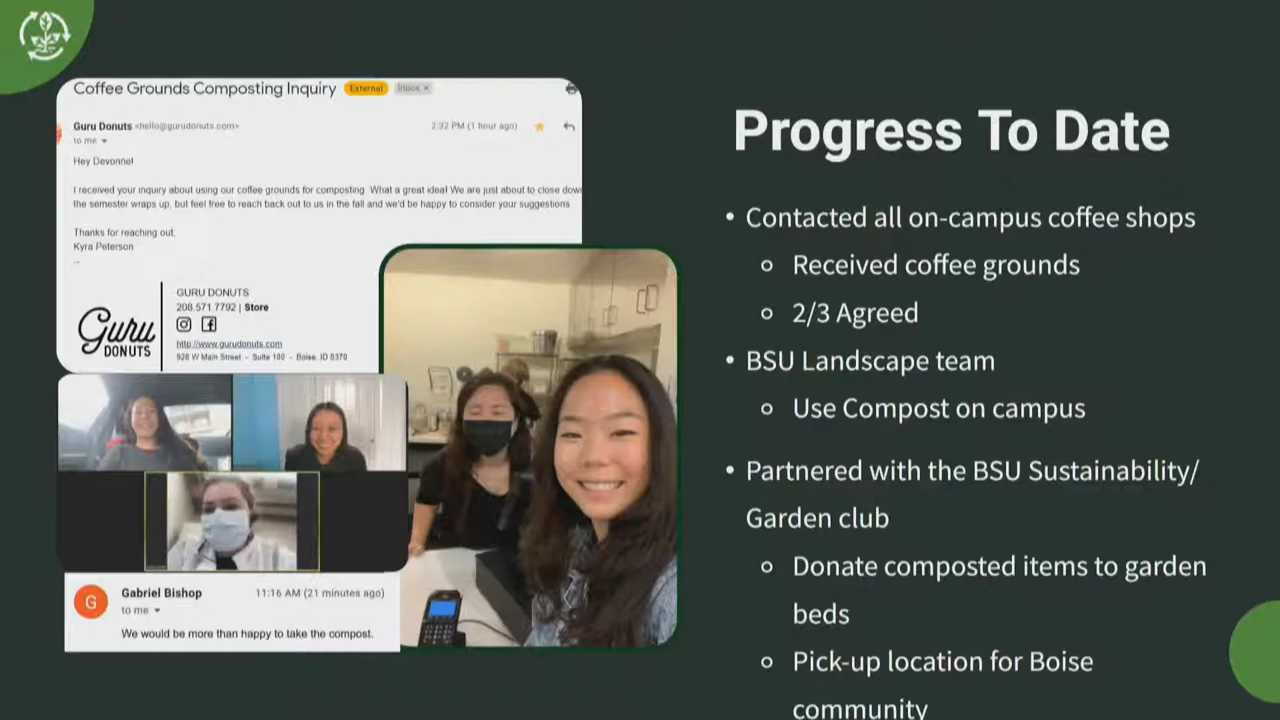 Coffee Grounds Composting Inquiry External Inbox ×
Guru Donuts <hello@gurudonuts.com> 2:32 PM (1 hour ago)
to me
Hey Devonne!
I received your inquiry about using our coffee grounds for composting. What a great idea! We are just about to close down
the semester wraps up, but feel free to reach back out to us in the fall and we'd be happy to consider your suggestions
Thanks for reaching out,
Kyra Peterson
--
Guru
DONUTS
GURU DONUTS
208.571.7792 | Store
http://www.gurudonuts.com
928 W Main Street - Suite 100 - Boise, ID 8370
G
Gabriel Bishop 11:16 AM (21 minutes ago)
to me
We would be more than happy to take the compost.
Progress To Date
• Contacted all on-campus coffee shops
Received coffee grounds
2/3 Agreed
• BSU Landscape team
Use Compost on campus
• Partnered with the BSU Sustainability/
Garden club
Donate composted items to garden
beds
Pick-up location for Boise
community